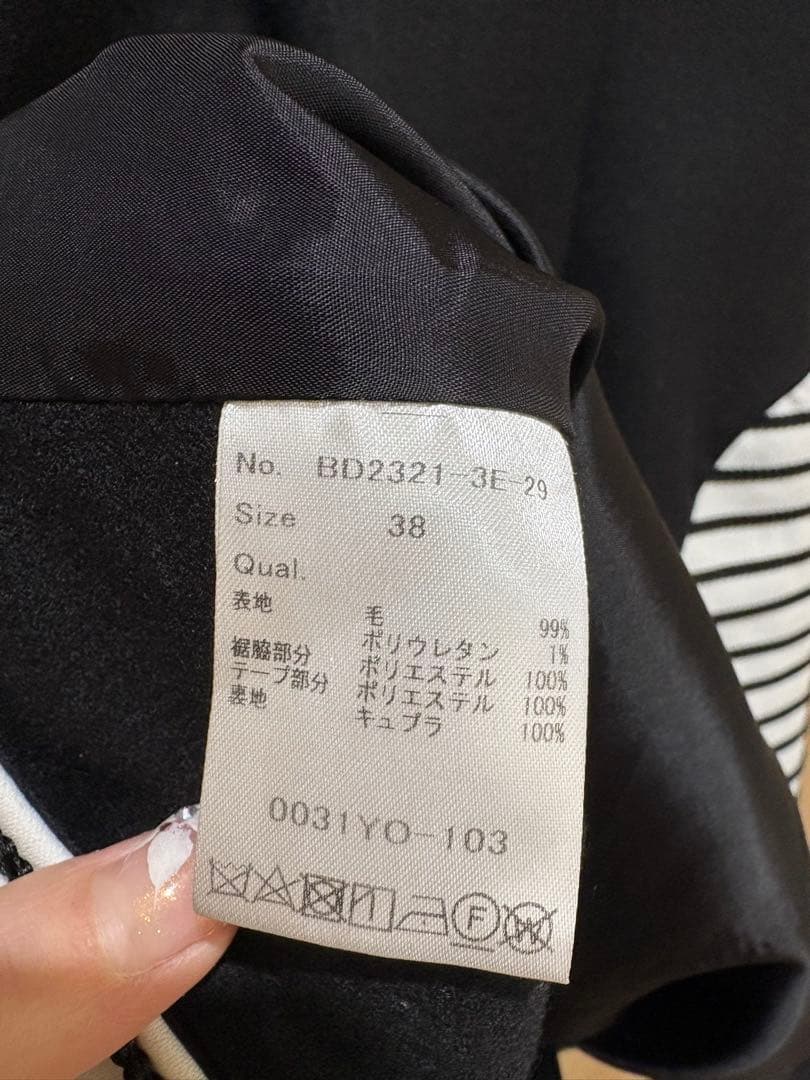 No. BD2321-3E-29
Size 38
Qual.
表地 毛 99%
ポリウレタン 1%
裾脇部分 ポリエステル 100%
テープ部分 ポリエステル 100%
裏地 キュプラ 100%
0031YO-103
F
W